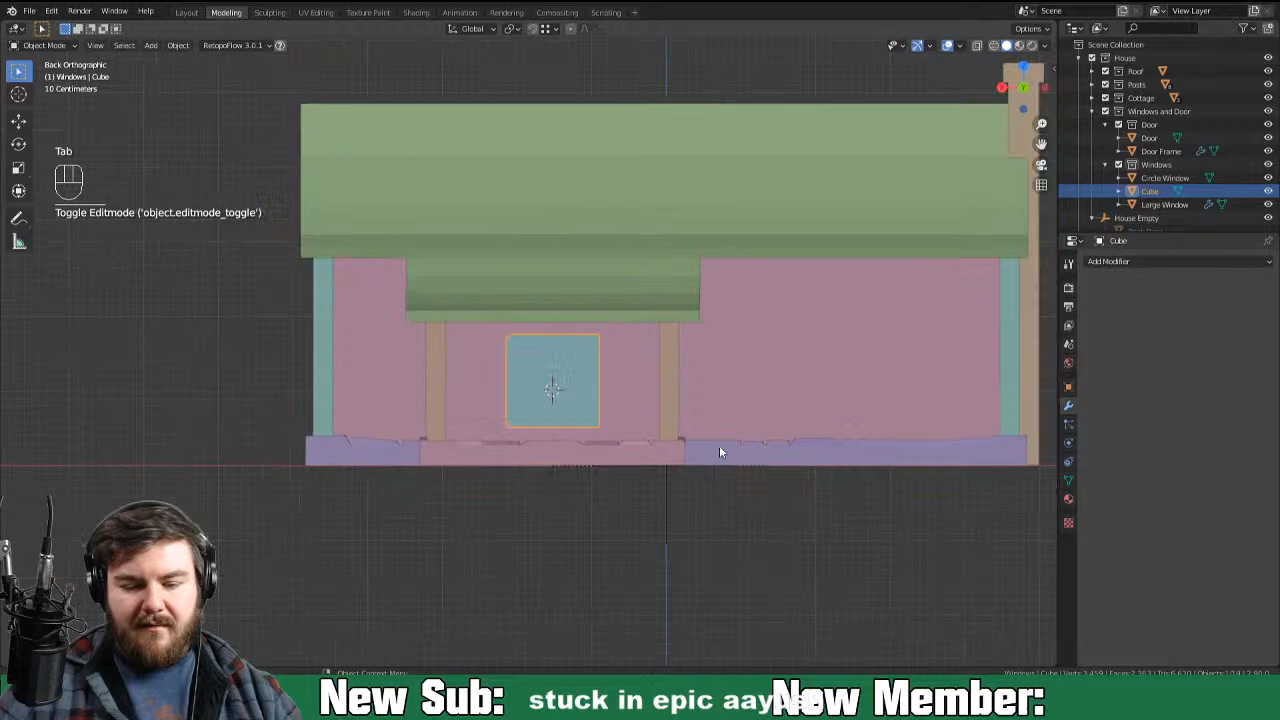 File Edit Render Window Help Layout Modeling Sculpting UV Editing Texture Paint Shading Animation Rendering Compositing Scripting + Scene View Layer
Global Options
Object Mode View Select Add Object RetopoFlow 3.0.1
Scene Collection
Back Orthographic
(1) Windows | Cube
10 Centimeters
House
Roof
Posts
Cottage
Windows and Door
Door
Door
Door Frame
Windows
Circle Window
Cube
Large Window
House Empty
Tab
Toggle Editmode ('object.editmode_toggle')
Cube
Add Modifier
Z
Object Context Menu
New Sub: stuck in epic New Member: